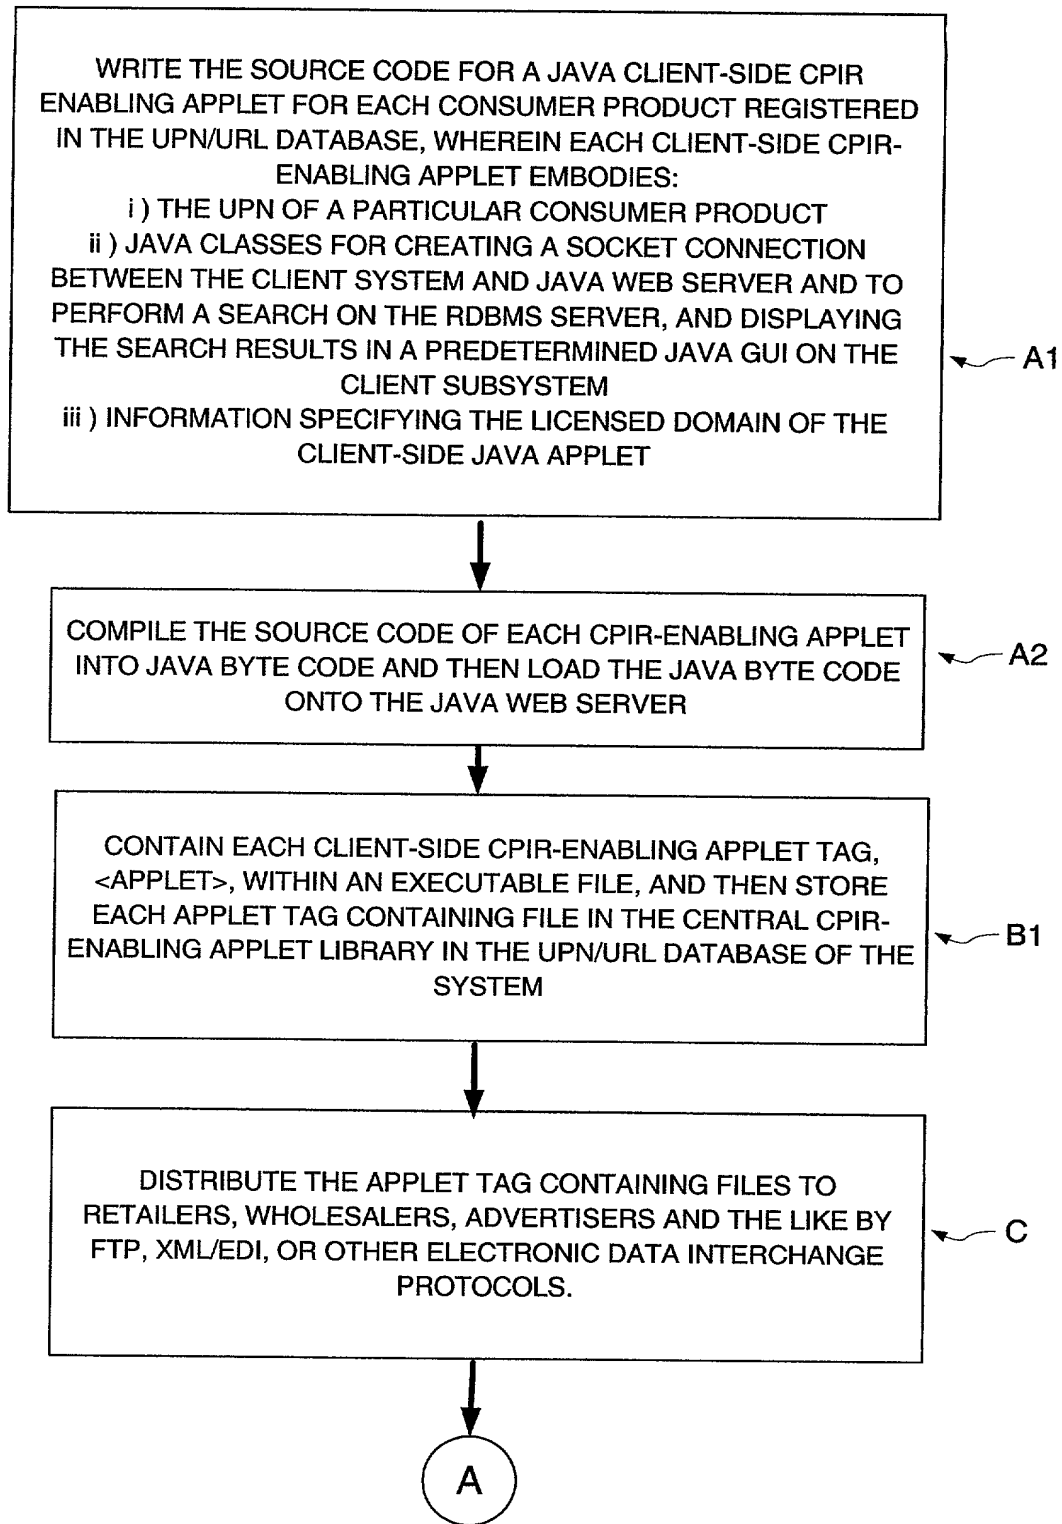 WRITE THE SOURCE CODE FOR A JAVA CLIENT-SIDE CPIR
ENABLING APPLET FOR EACH CONSUMER PRODUCT REGISTERED
IN THE UPN/URL DATABASE, WHEREIN EACH CLIENT-SIDE CPIR-
ENABLING APPLET EMBODIES:
i ) THE UPN OF A PARTICULAR CONSUMER PRODUCT
ii ) JAVA CLASSES FOR CREATING A SOCKET CONNECTION
BETWEEN THE CLIENT SYSTEM AND JAVA WEB SERVER AND TO
PERFORM A SEARCH ON THE RDBMS SERVER, AND DISPLAYING
THE SEARCH RESULTS IN A PREDETERMINED JAVA GUI ON THE
CLIENT SUBSYSTEM
iii ) INFORMATION SPECIFYING THE LICENSED DOMAIN OF THE
CLIENT-SIDE JAVA APPLET
A1
COMPILE THE SOURCE CODE OF EACH CPIR-ENABLING APPLET
INTO JAVA BYTE CODE AND THEN LOAD THE JAVA BYTE CODE
ONTO THE JAVA WEB SERVER
A2
CONTAIN EACH CLIENT-SIDE CPIR-ENABLING APPLET TAG,
<APPLET>, WITHIN AN EXECUTABLE FILE, AND THEN STORE
EACH APPLET TAG CONTAINING FILE IN THE CENTRAL CPIR-
ENABLING APPLET LIBRARY IN THE UPN/URL DATABASE OF THE
SYSTEM
B1
DISTRIBUTE THE APPLET TAG CONTAINING FILES TO
RETAILERS, WHOLESALERS, ADVERTISERS AND THE LIKE BY
FTP, XML/EDI, OR OTHER ELECTRONIC DATA INTERCHANGE
PROTOCOLS.
C
A